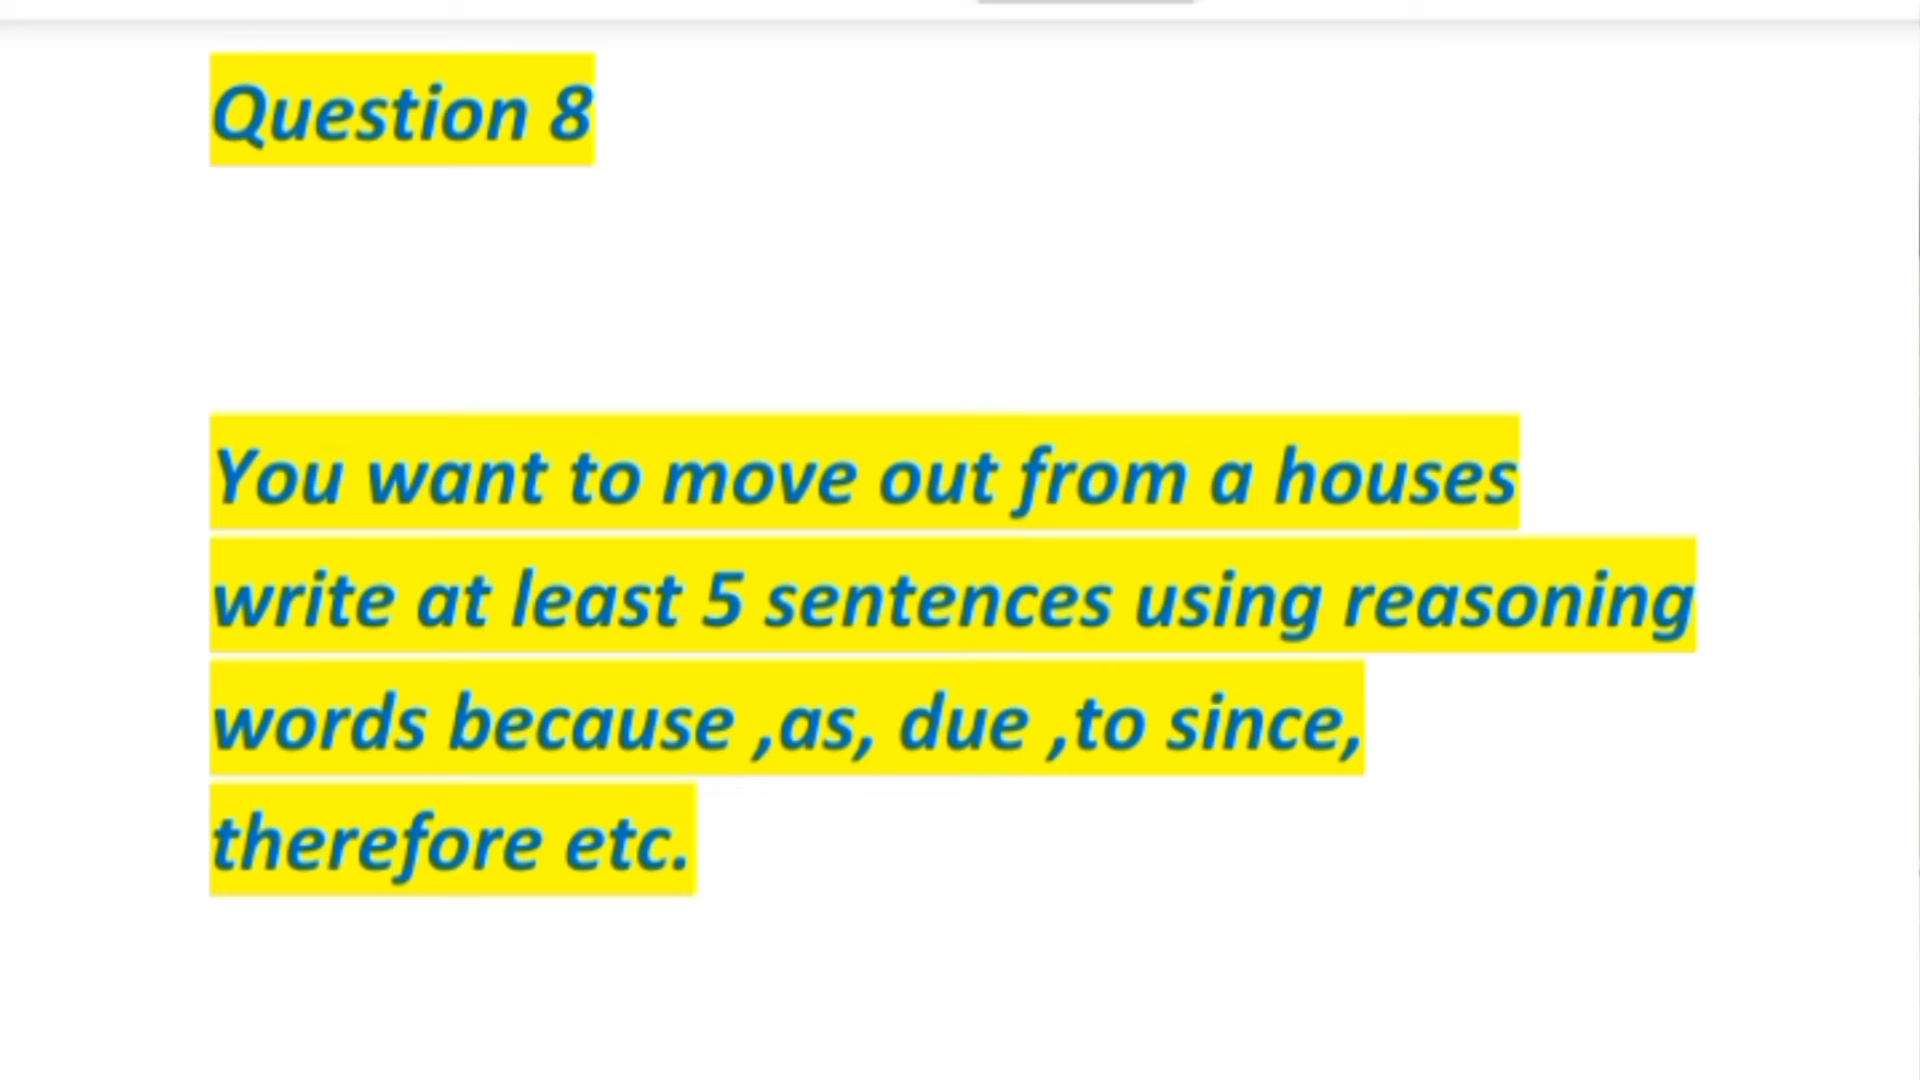 Question 8
You want to move out from a houses
write at least 5 sentences using reasoning
words because ,as, due ,to since,
therefore etc.